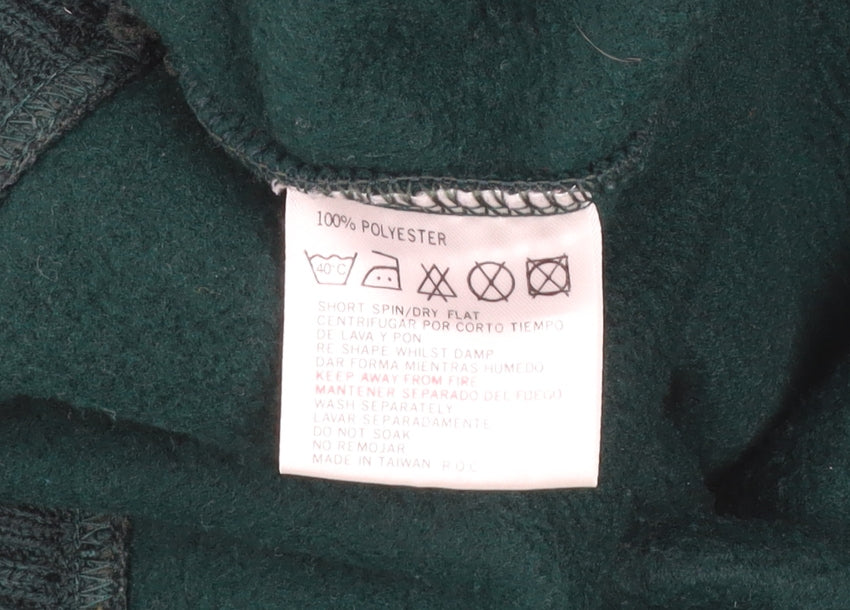 100% POLYESTER
40°C
SHORT SPIN/DRY FLAT
CENTRIFUGAR POR CORTO TIEMPO
DE LAVA Y PON
RE SHAPE WHILST DAMP
DAR FORMA MIENTRAS HUMEDO
KEEP AWAY FROM FIRE
MANTENER SEPARADO DEL FUEGO
WASH SEPARATELY
LAVAR SEPARADAMENTE
DO NOT SOAK
NO REMOJAR
MADE IN TAIWAN R.O.C